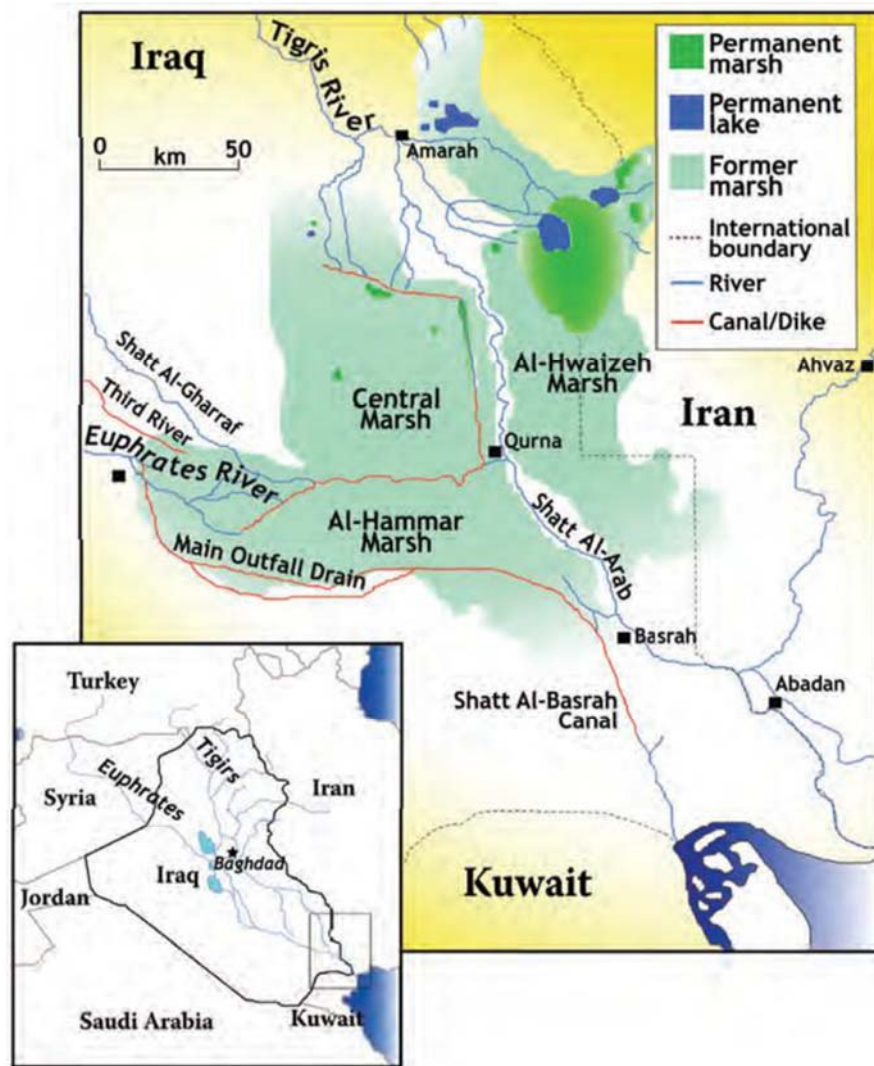 Iraq
Tigris River
0 50
km
Amarah
Permanent
marsh
Permanent
lake
Former
marsh
International
boundary
River
Canal/Dike
Shatt Al-Gharraf
Third River
Euphrates River
Central
Marsh
Al-Hwaizeh
Marsh
Ahvaz
Iran
Qurna
Al-Hammar
Marsh
Main Outfall Drain
Shatt Al-Arab
Basrah
Shatt Al-Basrah
Canal
Abadan
Kuwait
Turkey
Tigirs
Euphrates
Iran
Syria
Baghdad
Iraq
Jordan
Saudi Arabia
Kuwait